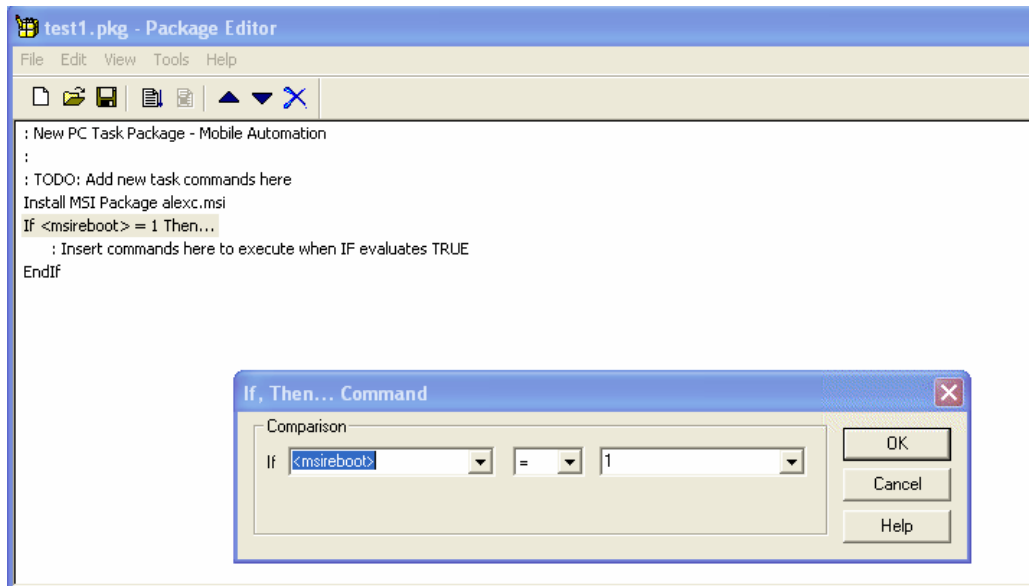 test1.pkg - Package Editor
File Edit View Tools Help
: New PC Task Package - Mobile Automation
:
: TODO: Add new task commands here
Install MSI Package alexc.msi
If <msireboot> = 1 Then...
: Insert commands here to execute when IF evaluates TRUE
EndIf
If, Then... Command
Comparison
If <msireboot> = 1
OK
Cancel
Help